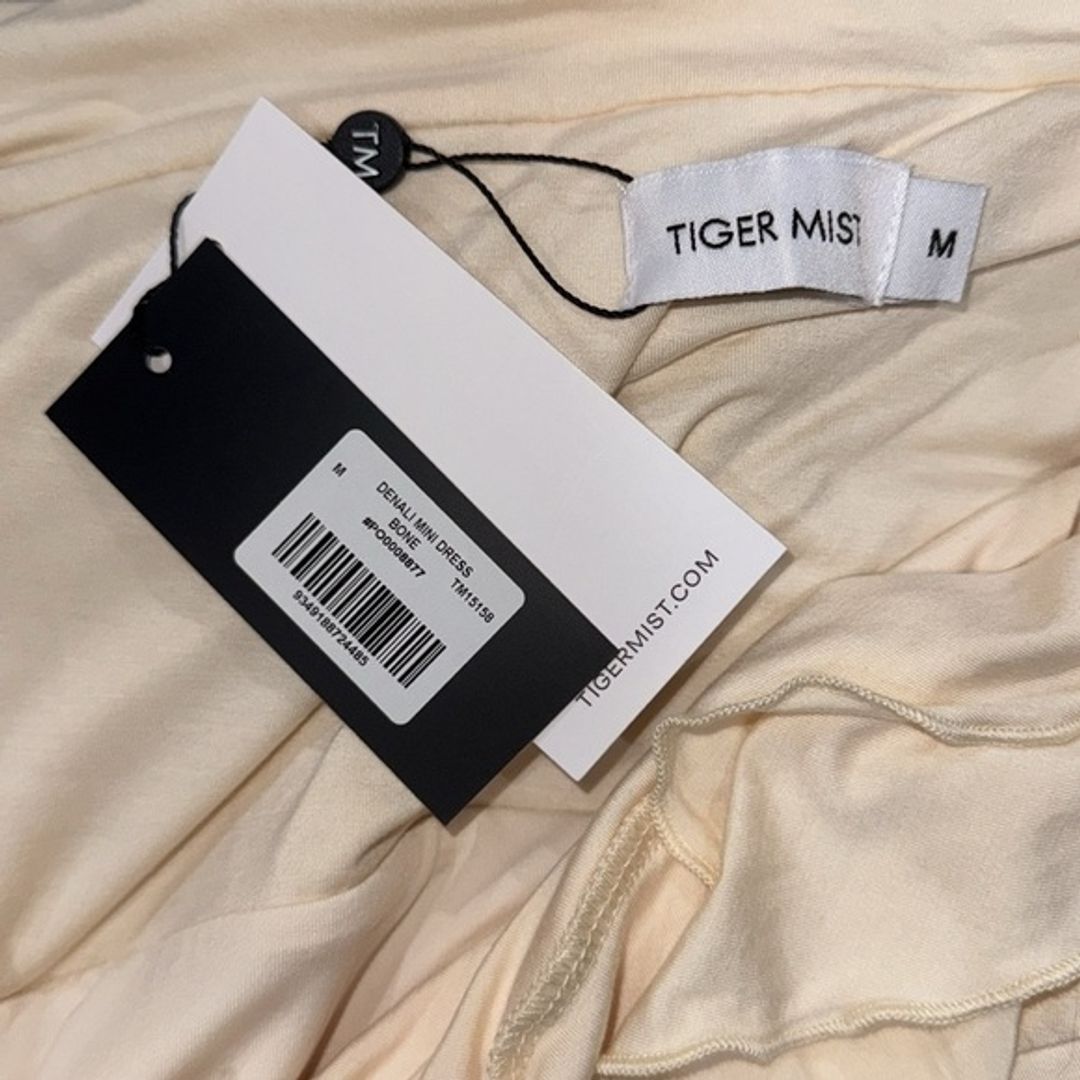 TM
TIGER MIST
M
M
DENALI MINI DRESS
BONE
#PO0008877
TM15158
9349188724485
TIGERMIST.COM